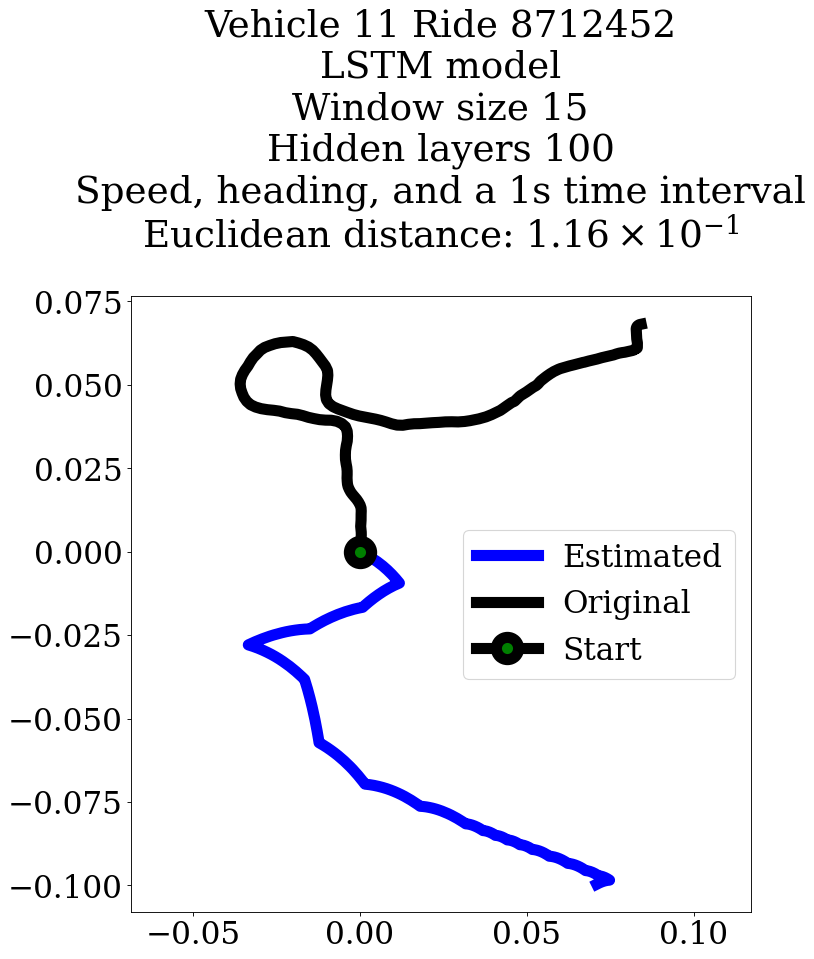 Vehicle 11 Ride 8712452
LSTM model
Window size 15
Hidden layers 100
Speed, heading, and a 1s time interval
Euclidean distance: 1.16 × 10⁻¹
0.075
0.050
0.025
0.000
−0.025
−0.050
−0.075
−0.100
Estimated
Original
Start
−0.05
0.00
0.05
0.10